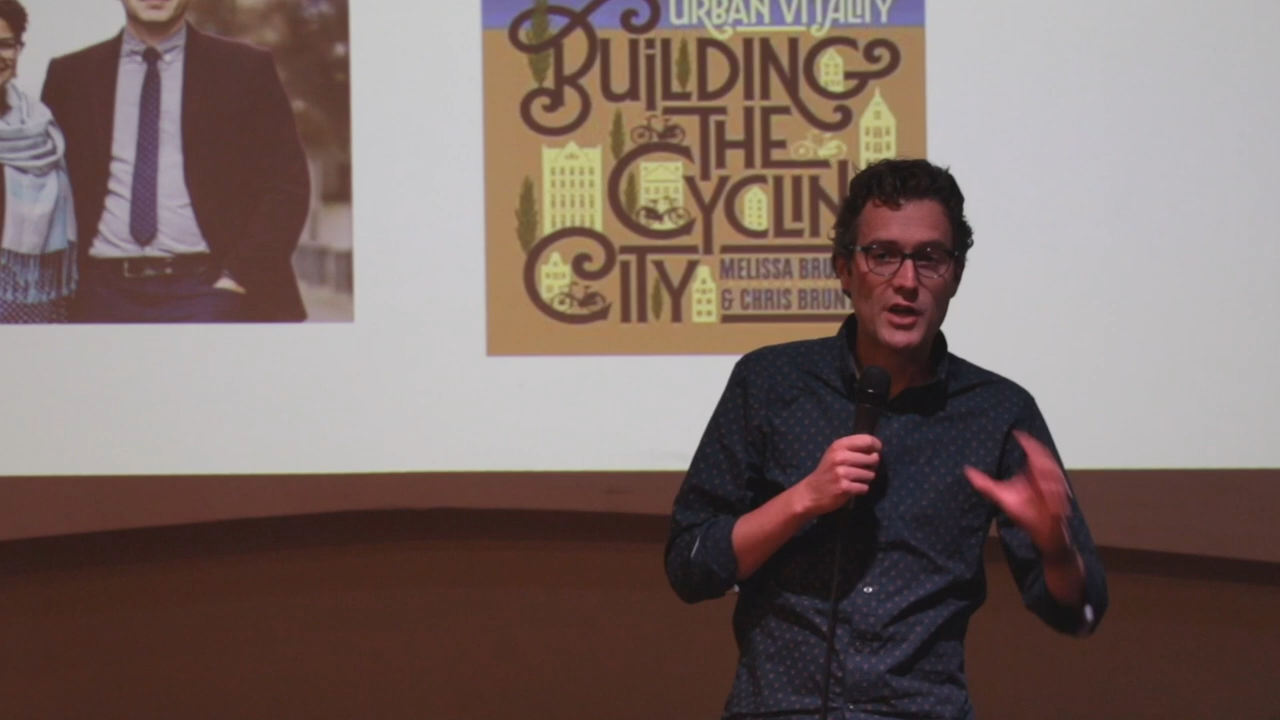 URBAN VITALITY
BUiLDING
THE
CYCLIN
CITY
MELISSA BRU
& CHRIS BRUN